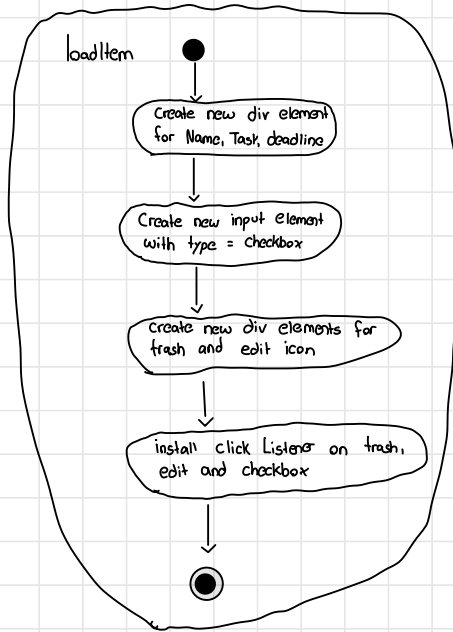 loadItem
Create new div element
for Name, Task, deadline
Create new input element
with type = checkbox
create new div elements for
trash and edit icon
install click Listener on trash,
edit and checkbox